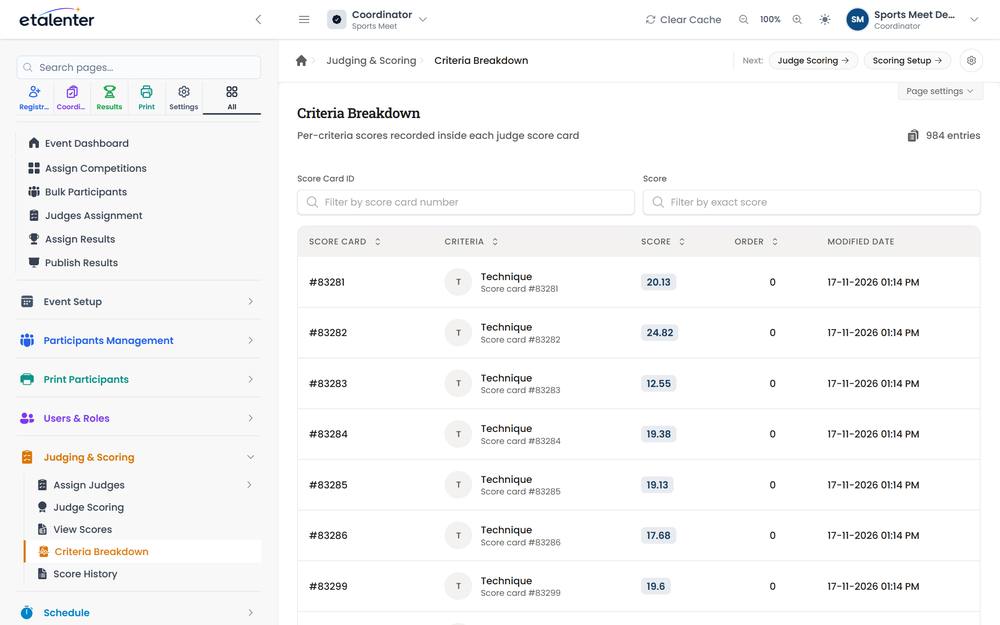 etalenter
Coordinator
Sports Meet
Clear Cache
100%
SM
Sports Meet De...
Coordinator
Search pages...
Registr...
Coordi...
Results
Print
Settings
All
Event Dashboard
Assign Competitions
Bulk Participants
Judges Assignment
Assign Results
Publish Results
Event Setup
Participants Management
Print Participants
Users & Roles
Judging & Scoring
Assign Judges
Judge Scoring
View Scores
Criteria Breakdown
Score History
Schedule
Judging & Scoring
Criteria Breakdown
Next:
Judge Scoring →
Scoring Setup →
Page settings
Criteria Breakdown
Per-criteria scores recorded inside each judge score card
984 entries
Score Card ID
Score
Filter by score card number
Filter by exact score
SCORE CARD CRITERIA SCORE ORDER MODIFIED DATE
#83281 T Technique 20.13 0 17-11-2026 01:14 PM
Score card #83281
#83282 T Technique 24.82 0 17-11-2026 01:14 PM
Score card #83282
#83283 T Technique 12.55 0 17-11-2026 01:14 PM
Score card #83283
#83284 T Technique 19.38 0 17-11-2026 01:14 PM
Score card #83284
#83285 T Technique 19.13 0 17-11-2026 01:14 PM
Score card #83285
#83286 T Technique 17.68 0 17-11-2026 01:14 PM
Score card #83286
#83299 T Technique 19.6 0 17-11-2026 01:14 PM
Score card #83299